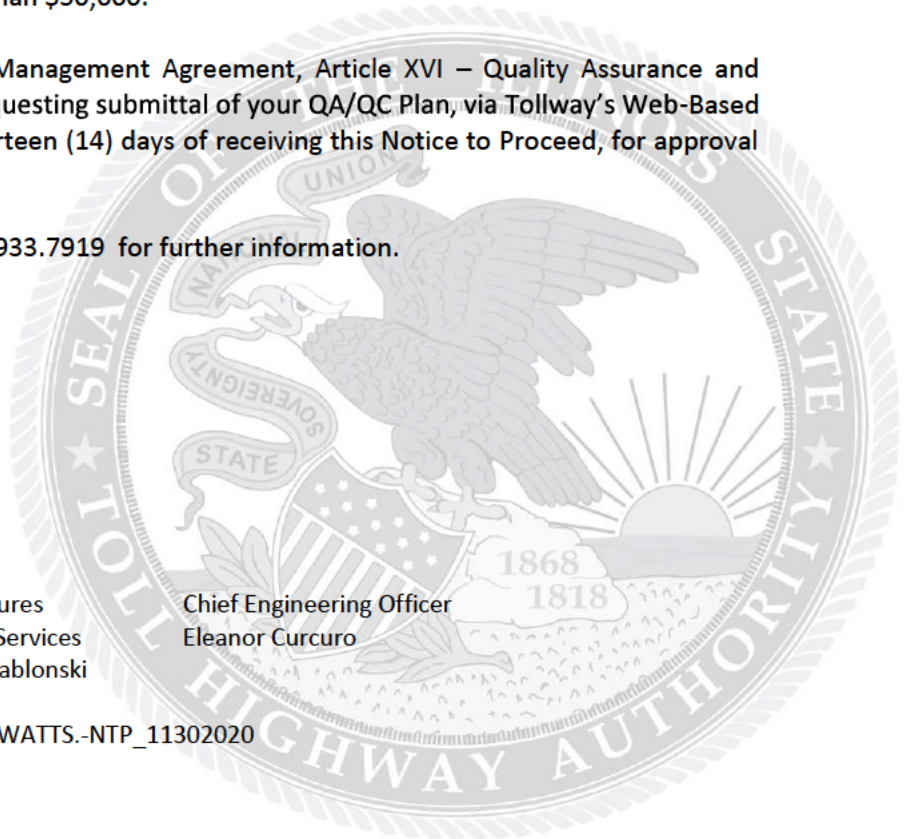 Management Agreement, Article XVI – Quality Assurance and
questing submittal of your QA/QC Plan, via Tollway's Web-Based
rteen (14) days of receiving this Notice to Proceed, for approval
933.7919 for further information.
ures Chief Engineering Officer
Services Eleanor Curcuro
ablonski
WATTS.-NTP_11302020
SEAL OF THE ILLINOIS STATE TOLL HIGHWAY AUTHORITY
STATE
SOVEREIGNTY
NATIONAL
UNION
1868
1818